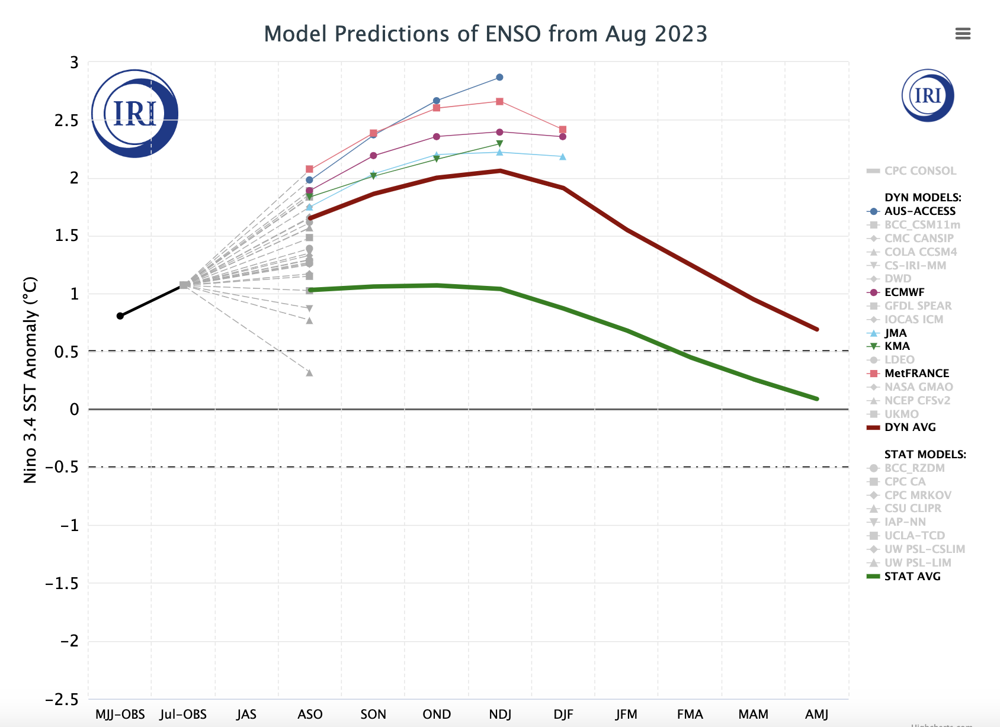 Model Predictions of ENSO from Aug 2023
IRI
IRI
Nino 3.4 SST Anomaly (°C)
3
2.5
2
1.5
1
0.5
0
−0.5
−1
−1.5
−2
−2.5
MJJ-OBS Jul-OBS JAS ASO SON OND NDJ DJF JFM FMA MAM AMJ
CPC CONSOL
DYN MODELS:
AUS-ACCESS
BCC_CSM11m
CMC CANSIP
COLA CCSM4
CS-IRI-MM
DWD
ECMWF
GFDL SPEAR
IOCAS ICM
JMA
KMA
LDEO
MetFRANCE
NASA GMAO
NCEP CFSv2
UKMO
DYN AVG
STAT MODELS:
BCC_RZDM
CPC CA
CPC MRKOV
CSU CLIPR
IAP-NN
UCLA-TCD
UW PSL-CSLIM
UW PSL-LIM
STAT AVG
Highcharts.com